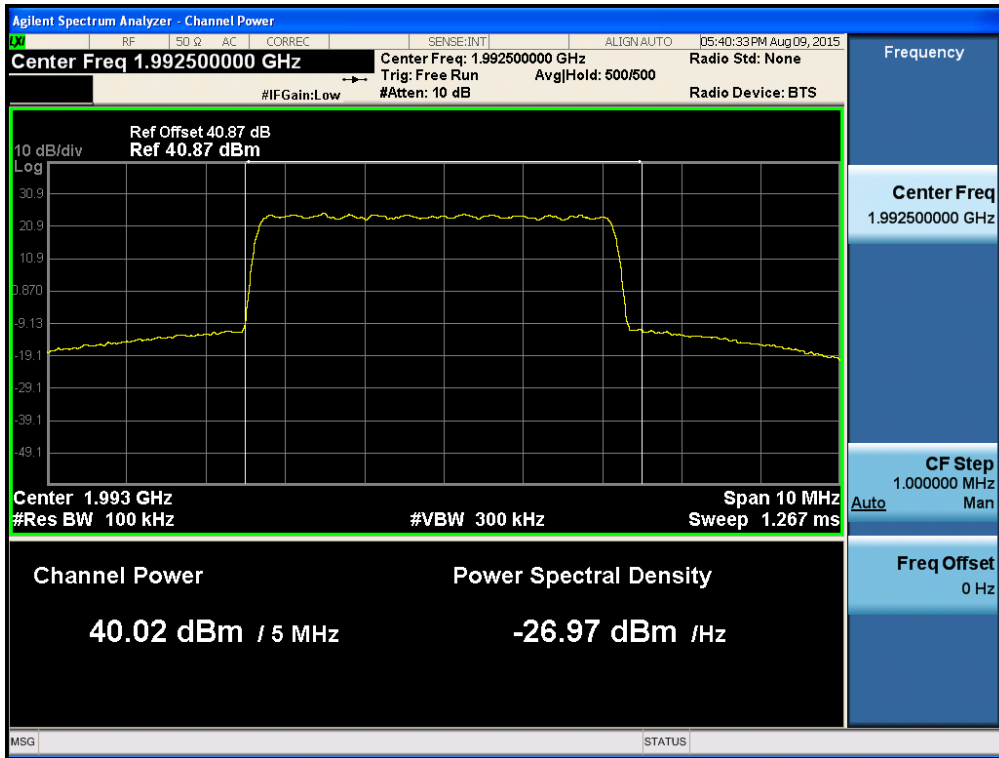 Agilent Spectrum Analyzer - Channel Power
LXI RF 50 Ω AC CORREC SENSE:INT ALIGN AUTO 05:40:33 PM Aug 09, 2015
Center Freq 1.992500000 GHz
Center Freq: 1.992500000 GHz
Radio Std: None
Trig: Free Run Avg|Hold: 500/500
#IFGain:Low
#Atten: 10 dB
Radio Device: BTS
Ref Offset 40.87 dB
10 dB/div Ref 40.87 dBm
Log
30.9
20.9
10.9
0.870
-9.13
-19.1
-29.1
-39.1
-49.1
Center 1.993 GHz Span 10 MHz
#Res BW 100 kHz #VBW 300 kHz Sweep 1.267 ms
Channel Power Power Spectral Density
40.02 dBm / 5 MHz -26.97 dBm /Hz
MSG STATUS
Frequency
Center Freq
1.992500000 GHz
CF Step
1.000000 MHz
Auto Man
Freq Offset
0 Hz